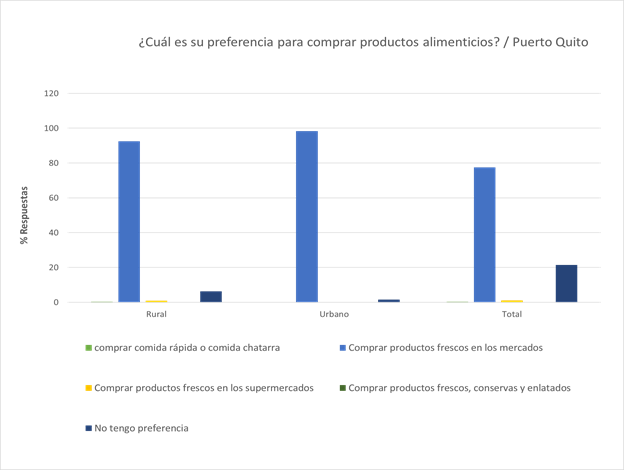 ¿Cuál es su preferencia para comprar productos alimenticios? / Puerto Quito
120
100
80
60
40
20
0
% Respuestas
Rural Urbano Total
comprar comida rápida o comida chatarra Comprar productos frescos en los mercados
Comprar productos frescos en los supermercados Comprar productos frescos, conservas y enlatados
No tengo preferencia